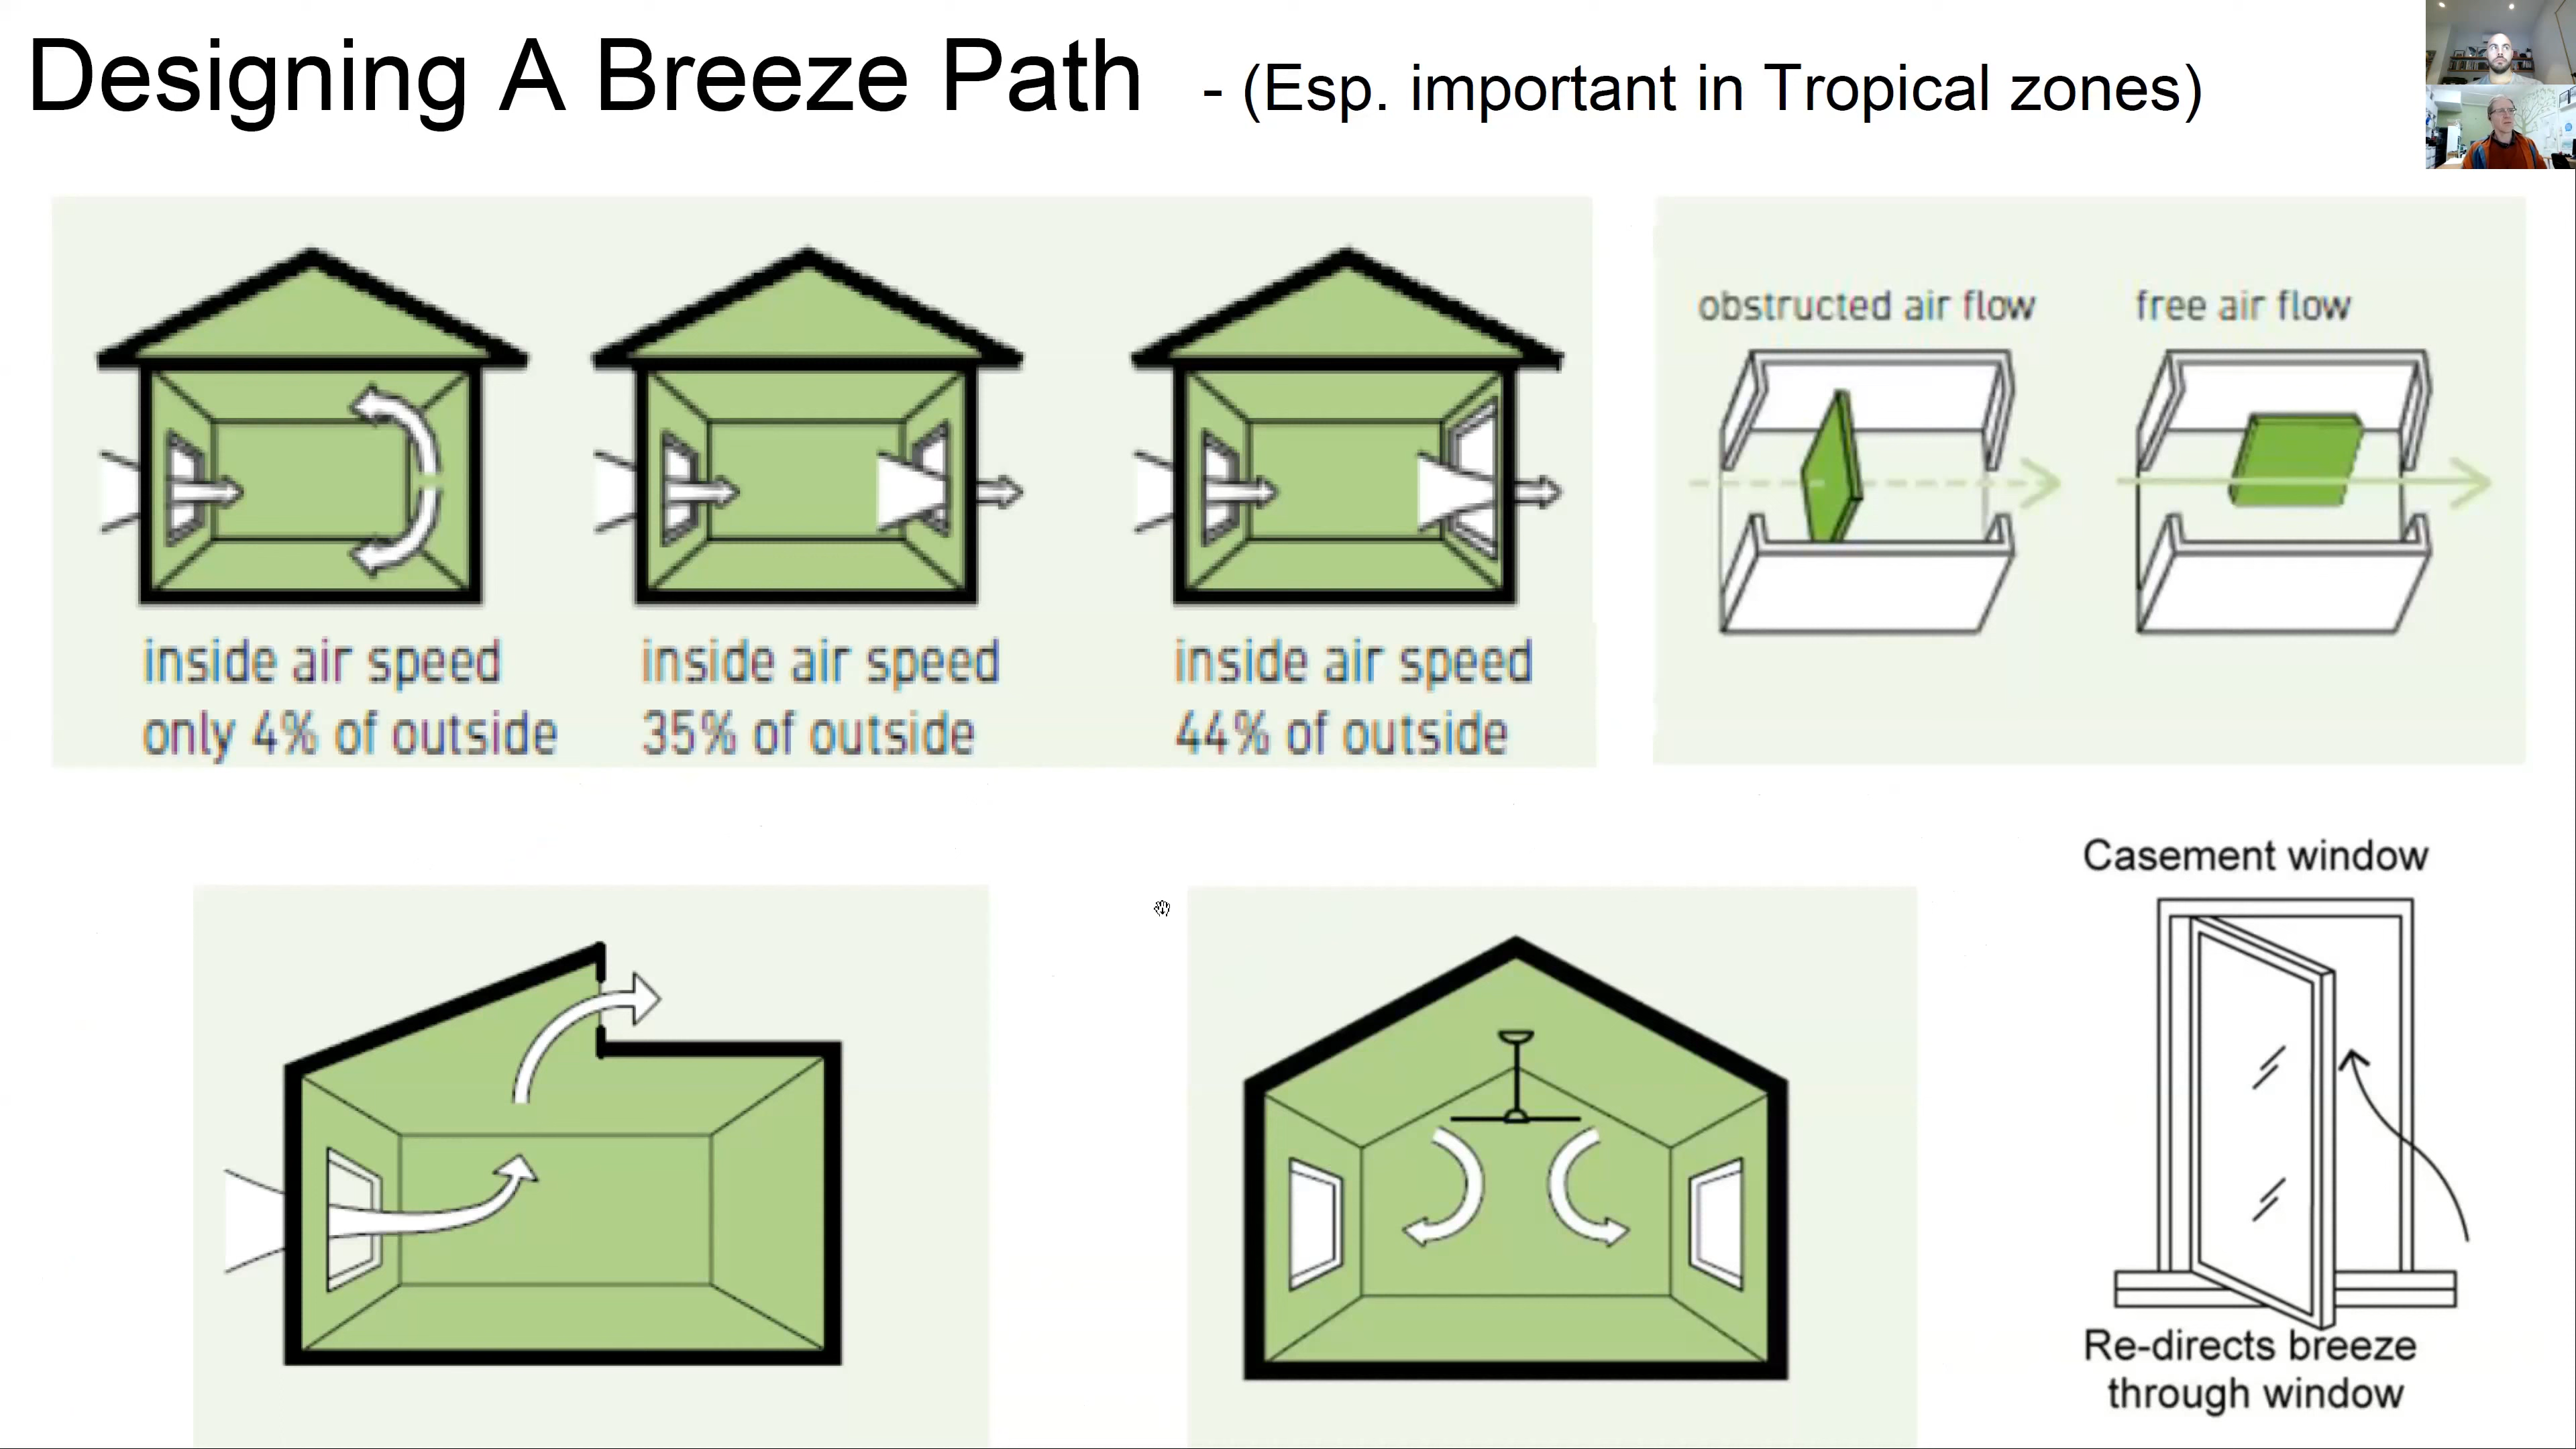 Designing A Breeze Path - (Esp. important in Tropical zones)
inside air speed
only 4% of outside
inside air speed
35% of outside
inside air speed
44% of outside
obstructed air flow
free air flow
Casement window
Re-directs breeze
through window